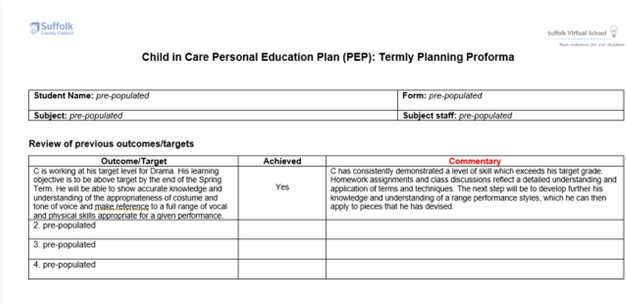 Suffolk
County Council
Suffolk Virtual School
Child in Care Personal Education Plan (PEP): Termly Planning Proforma
Student Name: pre-populated
Form: pre-populated
Subject: pre-populated
Subject staff: pre-populated
Review of previous outcomes/targets
Outcome/Target
Achieved
Commentary
C is working at his target level for Drama. His learning
objective is to be above target by the end of the Spring
Term. He will be able to show accurate knowledge and
understanding of the appropriateness of costume and
tone of voice and make reference to a full range of vocal
and physical skills appropriate for a given performance.
Yes
C has consistently demonstrated a level of skill which exceeds his target grade.
Homework assignments and class discussions reflect a detailed understanding and
application of terms and techniques. The next step will be to develop further his
knowledge and understanding of a range performance styles, which he can then
apply to pieces that he has devised.
2. pre-populated
3. pre-populated
4. pre-populated